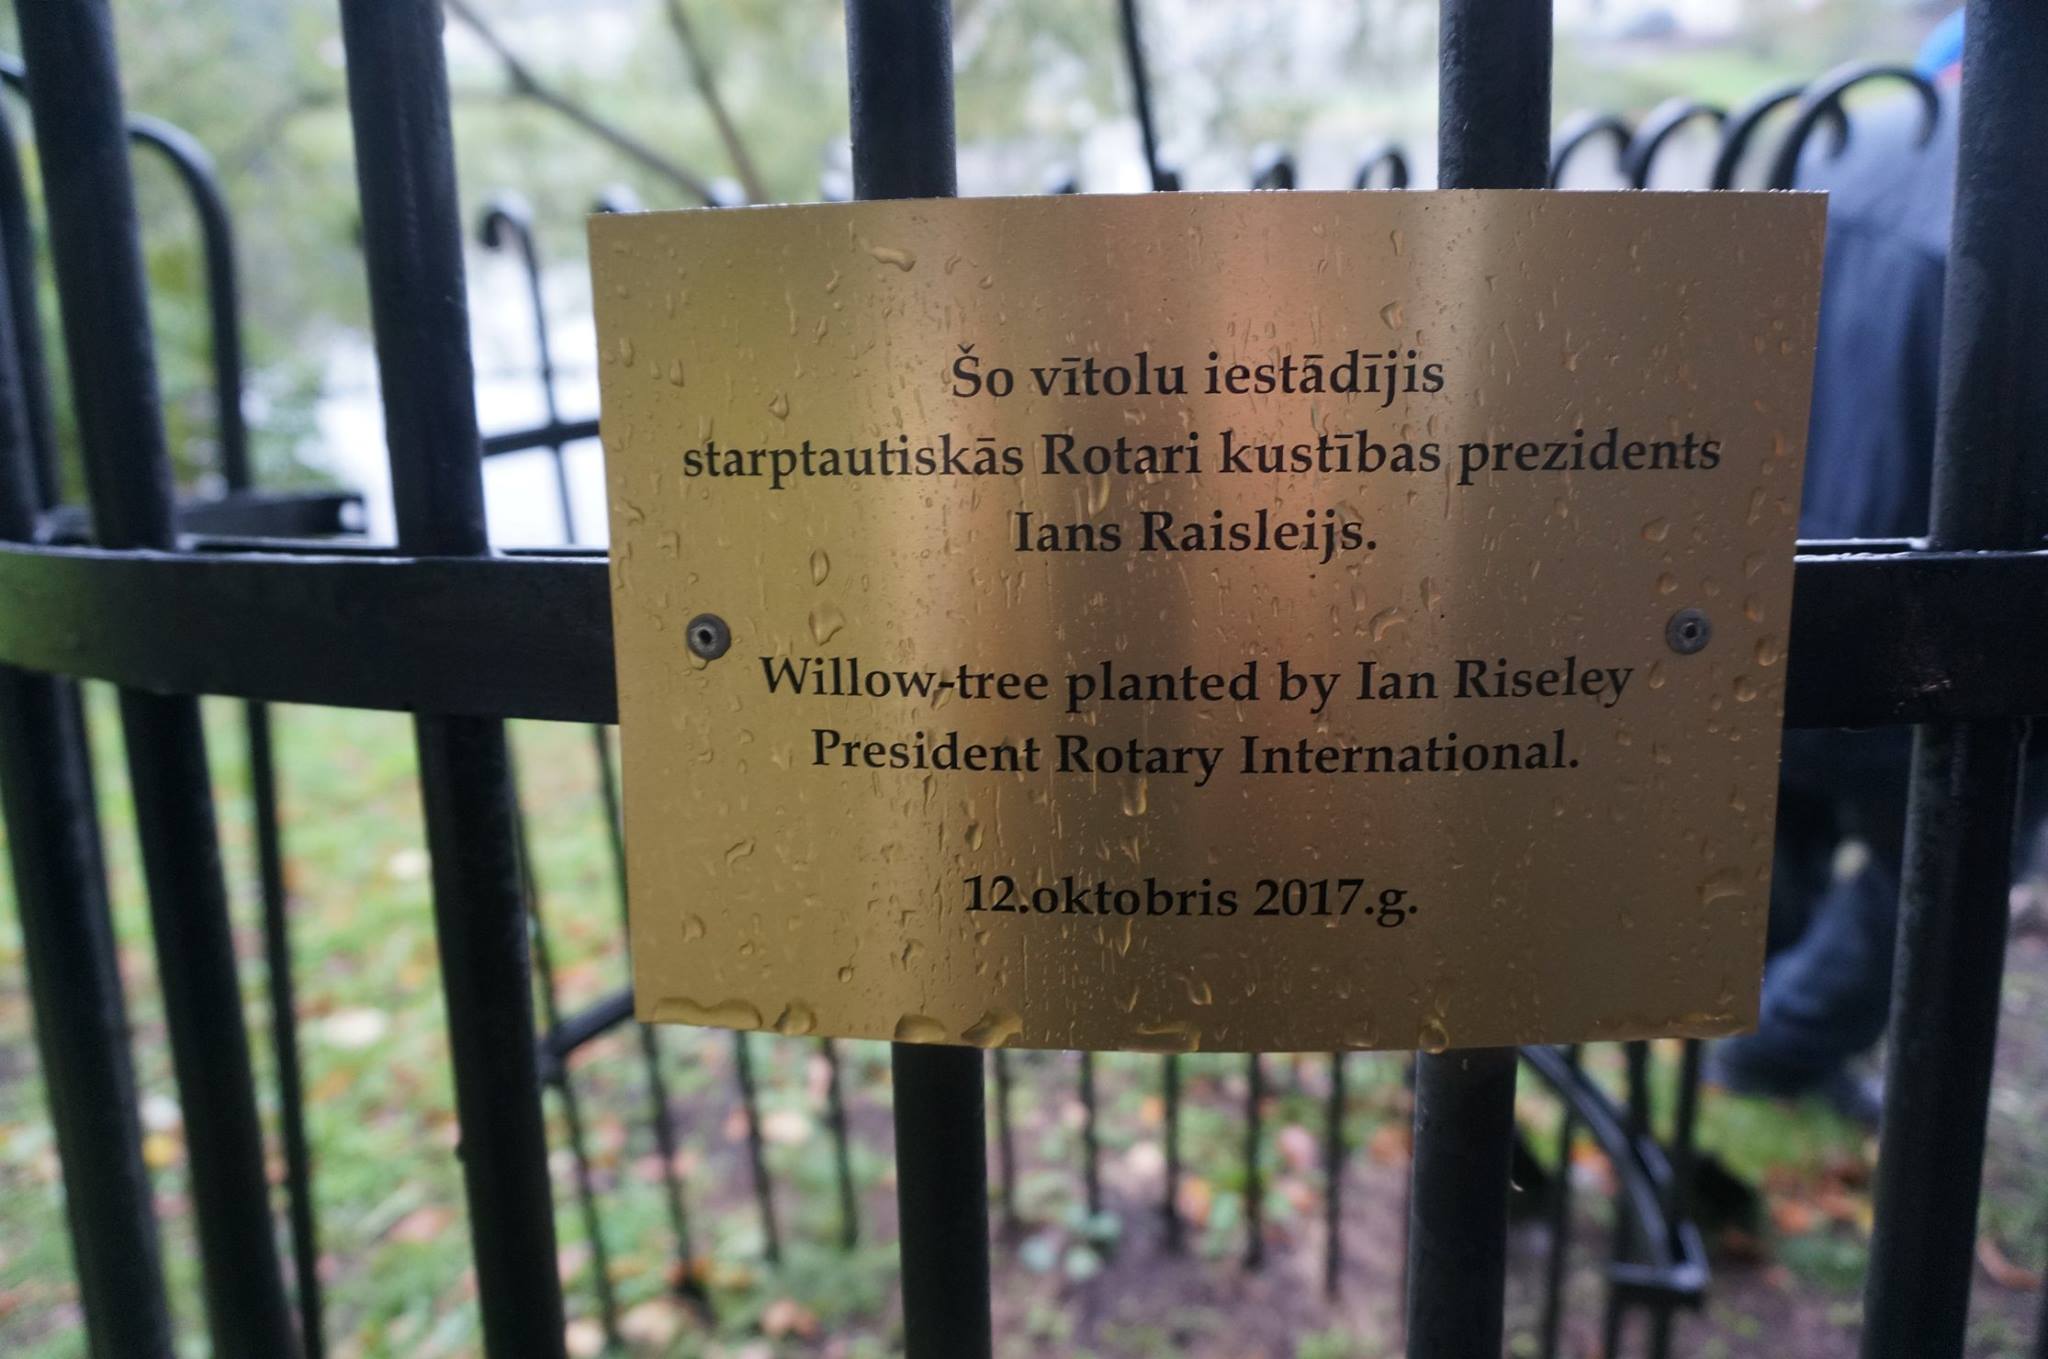 Šo vītolu iestādījis
starptautiskās Rotari kustības prezidents
Ians Raisleijs.
Willow-tree planted by Ian Riseley
President Rotary International.
12.oktobris 2017.g.